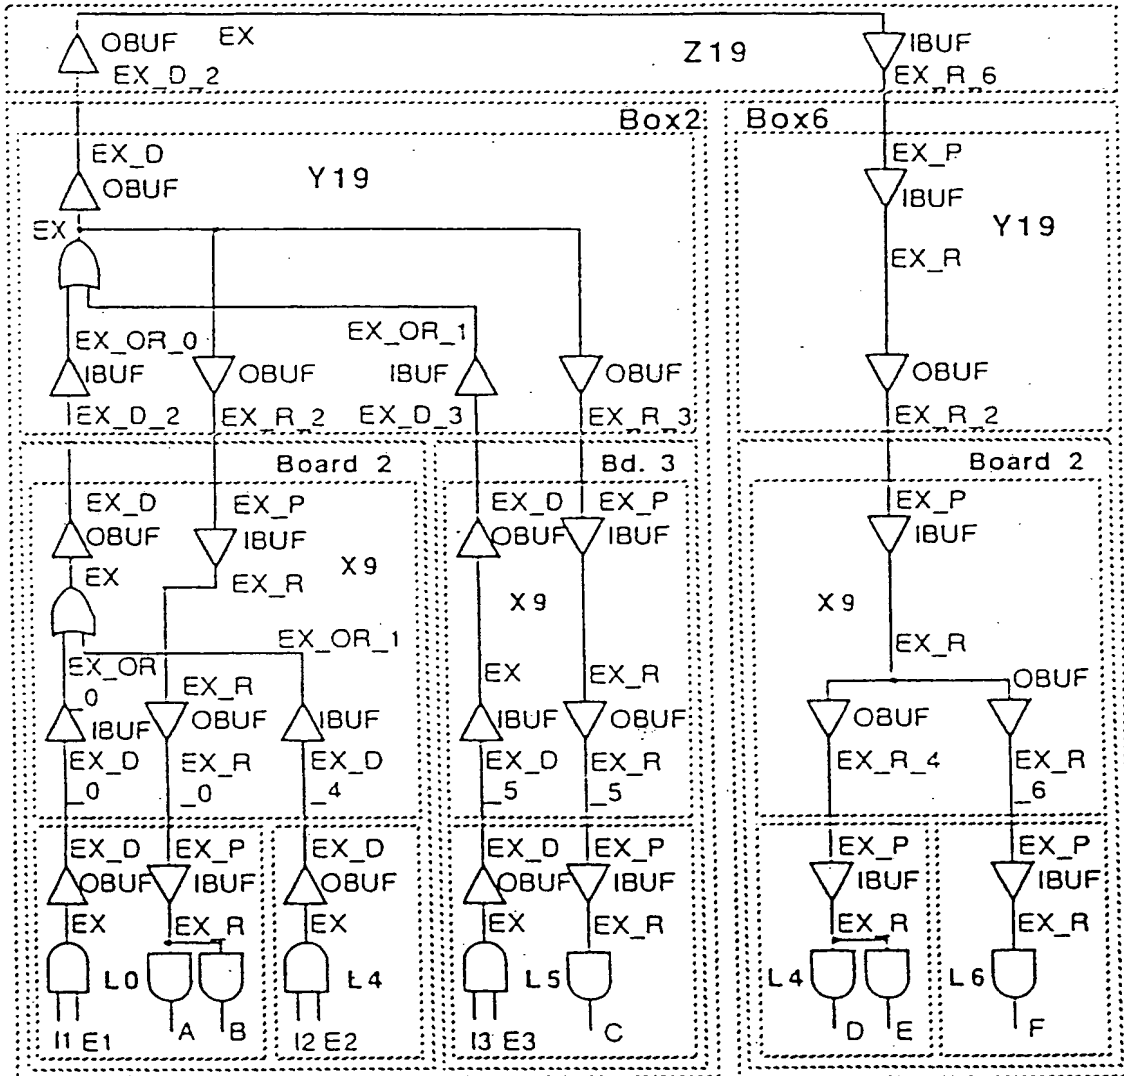 OBUF EX
IBUF
Z19
EX_D_2
EX_R_6
Box2
Box6
EX_D
OBUF
Y19
EX_P
IBUF
Y19
EX
EX_R
EX_OR_0
EX_OR_1
IBUF
OBUF
IBUF
OBUF
OBUF
EX_D_2
EX_R_2
EX_D_3
EX_R_3
EX_R_2
Board 2
Bd. 3
Board 2
EX_D
EX_P
EX_D
EX_P
EX_P
OBUF
IBUF
OBUF
IBUF
IBUF
EX
EX_R
X9
X9
X9
EX_OR_1
EX_R
EX_OR
_0
EX_R
EX
EX_R
OBUF
IBUF
OBUF
IBUF
IBUF
OBUF
OBUF
EX_D
_0
EX_R
_0
EX_D
_4
EX_D
_5
EX_R
_5
EX_R_4
EX_R
_6
EX_D
EX_P
EX_D
EX_D
EX_P
EX_P
EX_P
OBUF
IBUF
OBUF
OBUF
IBUF
IBUF
IBUF
EX
EX_R
EX
EX
EX_R
EX_R
EX_R
L0
L4
L5
L4
L6
I1 E1
A
B
I2 E2
I3 E3
C
D
E
F